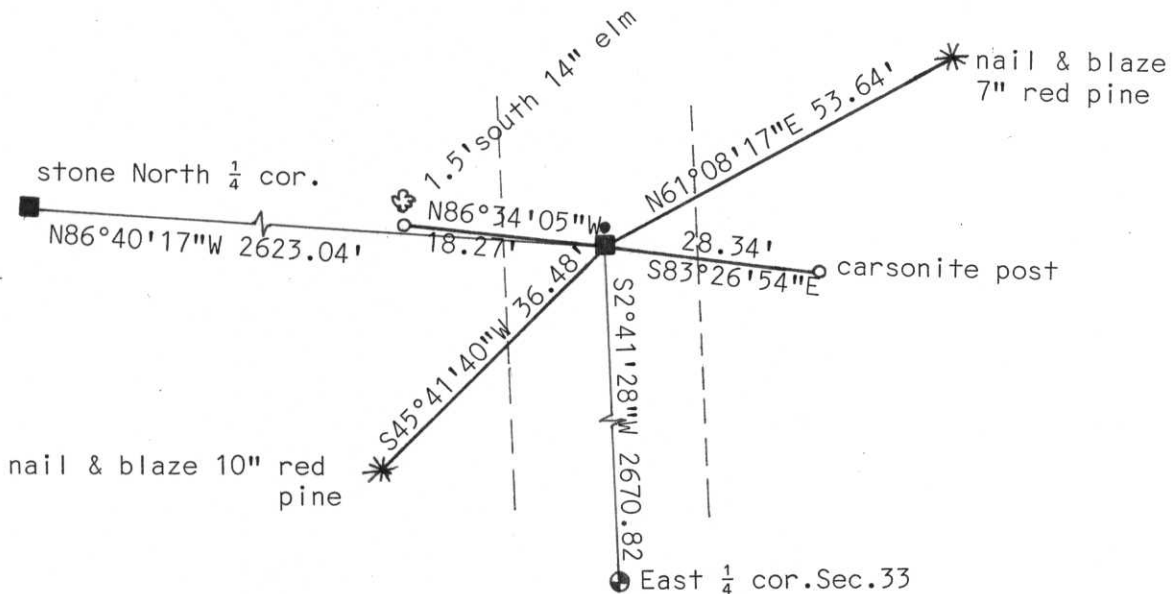 1.5'south 14" elm
nail & blaze
7" red pine
N61°08'17"E 53.64'
stone North ¼ cor.
N86°34'05"W
18.27'
N86°40'17"W 2623.04'
28.34'
S83°26'54"E
carsonite post
S45°41'40"W 36.48'
S2°41'28"W 2670.82
nail & blaze 10" red
pine
East ¼ cor.Sec.33